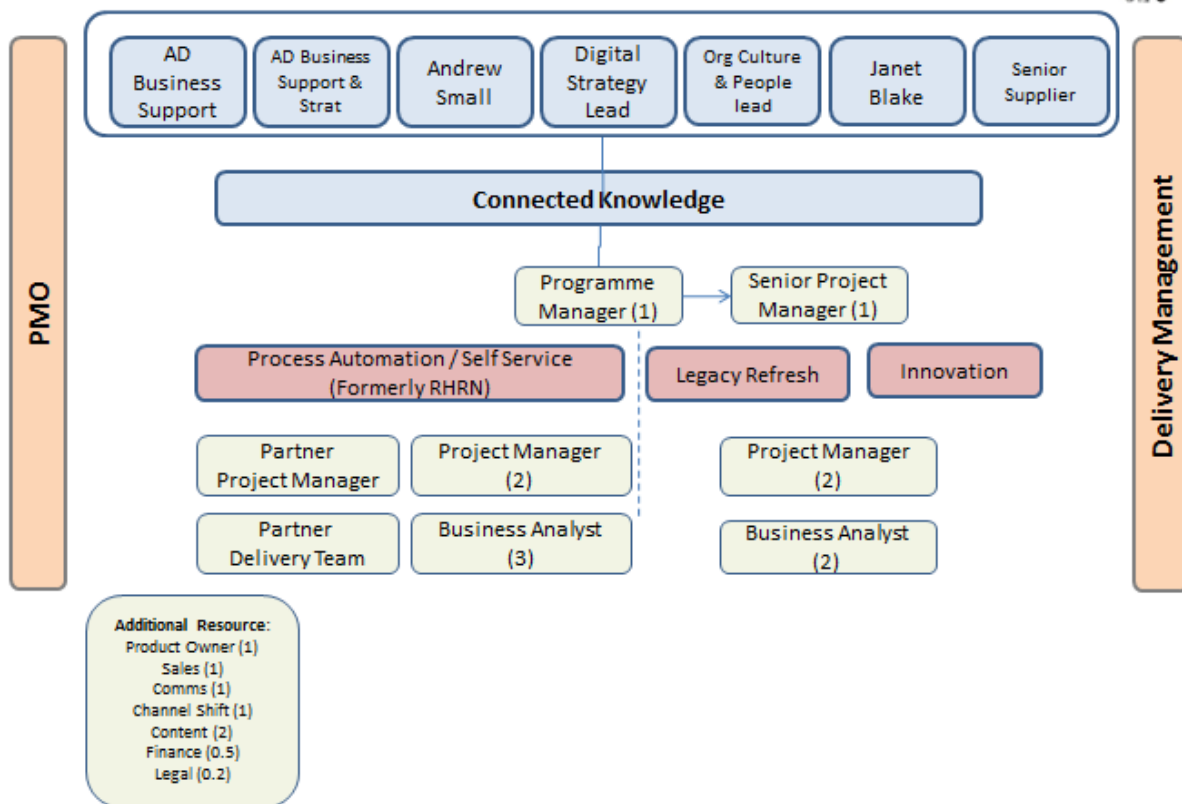 AD
Business
Support
AD Business
Support &
Strat
Andrew
Small
Digital
Strategy
Lead
Org Culture
& People
lead
Janet
Blake
Senior
Supplier
PMO
Delivery Management
Connected Knowledge
Programme
Manager (1)
Senior Project
Manager (1)
Process Automation / Self Service
(Formerly RHRN)
Legacy Refresh
Innovation
Partner
Project Manager
Project Manager
(2)
Project Manager
(2)
Partner
Delivery Team
Business Analyst
(3)
Business Analyst
(2)
Additional Resource:
Product Owner (1)
Sales (1)
Comms (1)
Channel Shift (1)
Content (2)
Finance (0.5)
Legal (0.2)